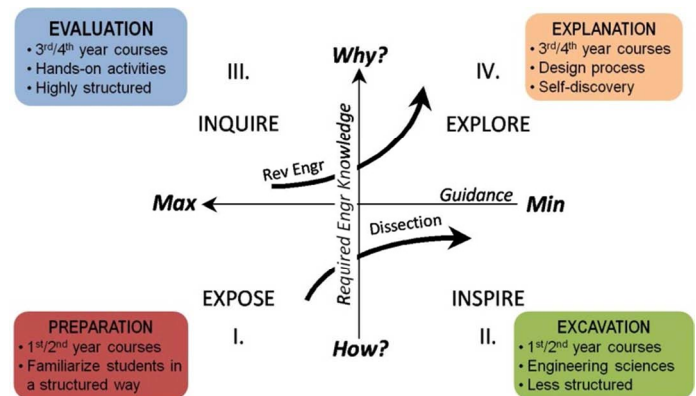 EVALUATION
• 3rd/4th year courses
• Hands-on activities
• Highly structured
III.
INQUIRE
Why?
IV.
EXPLORE
EXPLANATION
• 3rd/4th year courses
• Design process
• Self-discovery
Rev Engr
Required Engr Knowledge
Max
Guidance
Min
Dissection
EXPOSE
I.
PREPARATION
• 1st/2nd year courses
• Familiarize students in
a structured way
How?
INSPIRE
II.
EXCAVATION
• 1st/2nd year courses
• Engineering sciences
• Less structured